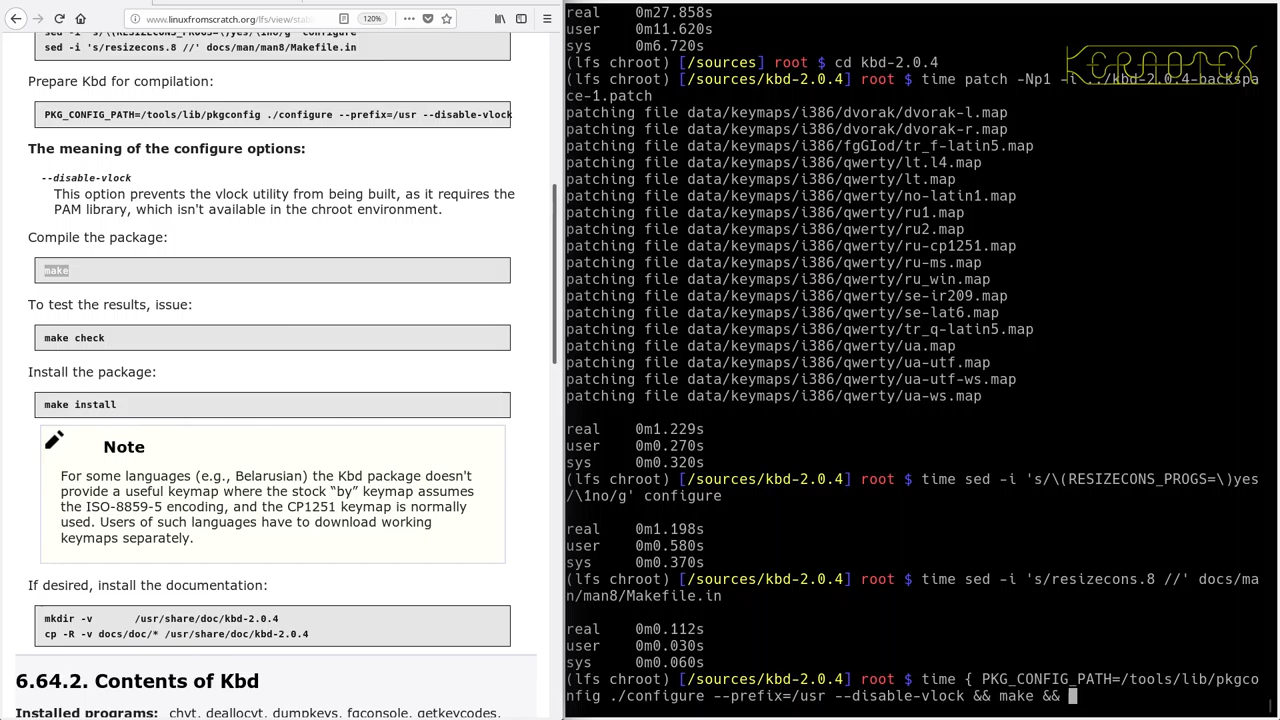 www.linuxfromscratch.org/lfs/view/stab
120%
sed -i 's/\(RESIZECONS_PROGS=\)yes/\1no/g' configure
sed -i 's/resizecons.8 //' docs/man/man8/Makefile.in
Prepare Kbd for compilation:
PKG_CONFIG_PATH=/tools/lib/pkgconfig ./configure --prefix=/usr --disable-vlock
The meaning of the configure options:
--disable-vlock
This option prevents the vlock utility from being built, as it requires the
PAM library, which isn't available in the chroot environment.
Compile the package:
make
To test the results, issue:
make check
Install the package:
make install
Note
For some languages (e.g., Belarusian) the Kbd package doesn't
provide a useful keymap where the stock “by” keymap assumes
the ISO-8859-5 encoding, and the CP1251 keymap is normally
used. Users of such languages have to download working
keymaps separately.
If desired, install the documentation:
mkdir -v       /usr/share/doc/kbd-2.0.4
cp -R -v docs/doc/* /usr/share/doc/kbd-2.0.4
6.64.2. Contents of Kbd
Installed programs: chvt, deallocvt, dumpkeys, fgconsole, getkeycodes,
real    0m27.858s
user    0m11.620s
sys     0m6.720s
(lfs chroot) [/sources] root $ cd kbd-2.0.4
(lfs chroot) [/sources/kbd-2.0.4] root $ time patch -Np1 -i ../kbd-2.0.4-backspa
ce-1.patch
patching file data/keymaps/i386/dvorak/dvorak-l.map
patching file data/keymaps/i386/dvorak/dvorak-r.map
patching file data/keymaps/i386/fgGIod/tr_f-latin5.map
patching file data/keymaps/i386/qwerty/lt.l4.map
patching file data/keymaps/i386/qwerty/lt.map
patching file data/keymaps/i386/qwerty/no-latin1.map
patching file data/keymaps/i386/qwerty/ru1.map
patching file data/keymaps/i386/qwerty/ru2.map
patching file data/keymaps/i386/qwerty/ru-cp1251.map
patching file data/keymaps/i386/qwerty/ru-ms.map
patching file data/keymaps/i386/qwerty/ru_win.map
patching file data/keymaps/i386/qwerty/se-ir209.map
patching file data/keymaps/i386/qwerty/se-lat6.map
patching file data/keymaps/i386/qwerty/tr_q-latin5.map
patching file data/keymaps/i386/qwerty/ua.map
patching file data/keymaps/i386/qwerty/ua-utf.map
patching file data/keymaps/i386/qwerty/ua-utf-ws.map
patching file data/keymaps/i386/qwerty/ua-ws.map
real    0m1.229s
user    0m0.270s
sys     0m0.320s
(lfs chroot) [/sources/kbd-2.0.4] root $ time sed -i 's/\(RESIZECONS_PROGS=\)yes
/\1no/g' configure
real    0m1.198s
user    0m0.580s
sys     0m0.370s
(lfs chroot) [/sources/kbd-2.0.4] root $ time sed -i 's/resizecons.8 //' docs/ma
n/man8/Makefile.in
real    0m0.112s
user    0m0.030s
sys     0m0.060s
(lfs chroot) [/sources/kbd-2.0.4] root $ time { PKG_CONFIG_PATH=/tools/lib/pkgco
nfig ./configure --prefix=/usr --disable-vlock && make &&